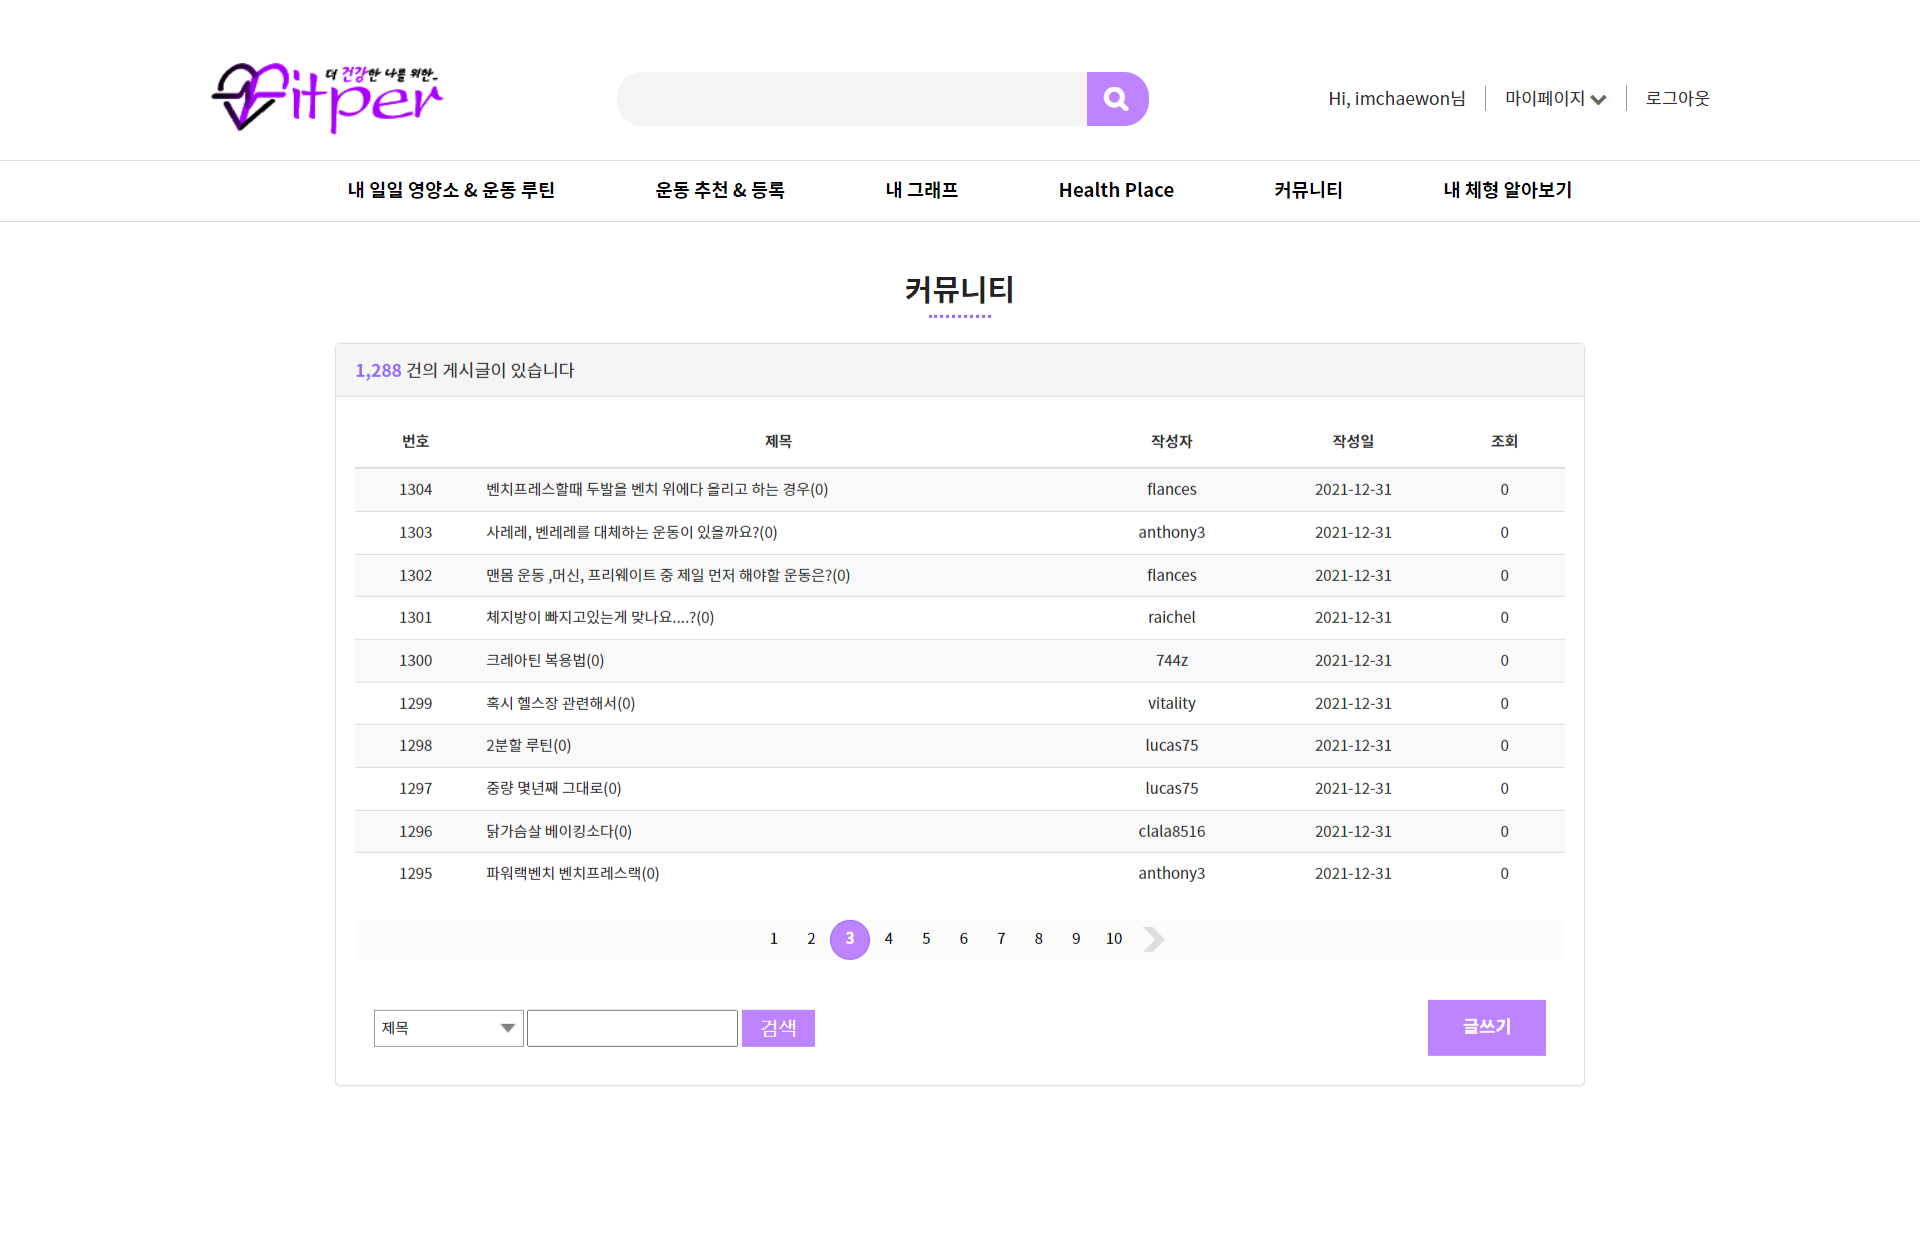 더 건강한 나를 위한..
Fitper
Hi, imchaewon님
마이페이지
로그아웃
내 일일 영양소 & 운동 루틴
운동 추천 & 등록
내 그래프
Health Place
커뮤니티
내 체형 알아보기
커뮤니티
1,288 건의 게시글이 있습니다
번호 제목 작성자 작성일 조회
1304 벤치프레스할때 두발을 벤치 위에다 올리고 하는 경우(0) flances 2021-12-31 0
1303 사레레, 벤레레를 대체하는 운동이 있을까요?(0) anthony3 2021-12-31 0
1302 맨몸 운동 ,머신, 프리웨이트 중 제일 먼저 해야할 운동은?(0) flances 2021-12-31 0
1301 체지방이 빠지고있는게 맞나요....?(0) raichel 2021-12-31 0
1300 크레아틴 복용법(0) 744z 2021-12-31 0
1299 혹시 헬스장 관련해서(0) vitality 2021-12-31 0
1298 2분할 루틴(0) lucas75 2021-12-31 0
1297 중량 몇년째 그대로(0) lucas75 2021-12-31 0
1296 닭가슴살 베이킹소다(0) clala8516 2021-12-31 0
1295 파워랙벤치 벤치프레스랙(0) anthony3 2021-12-31 0
1 2 3 4 5 6 7 8 9 10
제목
검색
글쓰기